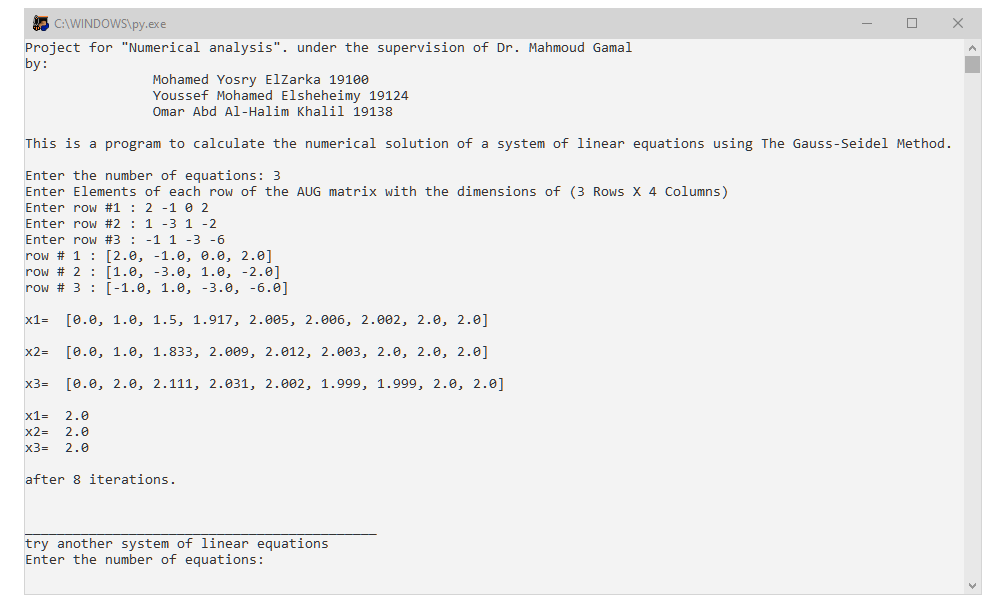 C:\WINDOWS\py.exe
Project for "Numerical analysis". under the supervision of Dr. Mahmoud Gamal
by:
Mohamed Yosry ElZarka 19100
Youssef Mohamed Elsheheimy 19124
Omar Abd Al-Halim Khalil 19138
This is a program to calculate the numerical solution of a system of linear equations using The Gauss-Seidel Method.
Enter the number of equations: 3
Enter Elements of each row of the AUG matrix with the dimensions of (3 Rows X 4 Columns)
Enter row #1 : 2 -1 0 2
Enter row #2 : 1 -3 1 -2
Enter row #3 : -1 1 -3 -6
row # 1 : [2.0, -1.0, 0.0, 2.0]
row # 2 : [1.0, -3.0, 1.0, -2.0]
row # 3 : [-1.0, 1.0, -3.0, -6.0]
x1=  [0.0, 1.0, 1.5, 1.917, 2.005, 2.006, 2.002, 2.0, 2.0]
x2=  [0.0, 1.0, 1.833, 2.009, 2.012, 2.003, 2.0, 2.0, 2.0]
x3=  [0.0, 2.0, 2.111, 2.031, 2.002, 1.999, 1.999, 2.0, 2.0]
x1=  2.0
x2=  2.0
x3=  2.0
after 8 iterations.
____________________________________________
try another system of linear equations
Enter the number of equations: